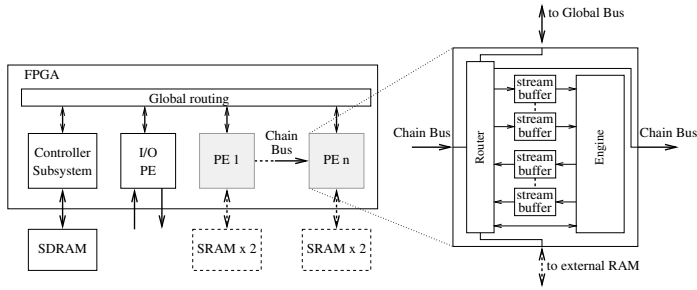 FPGA
Global routing
Controller
Subsystem
I/O
PE
PE 1
Chain
Bus
PE n
SDRAM
SRAM x 2
SRAM x 2
to Global Bus
Chain Bus
Router
stream
buffer
stream
buffer
stream
buffer
stream
buffer
Engine
Chain Bus
to external RAM